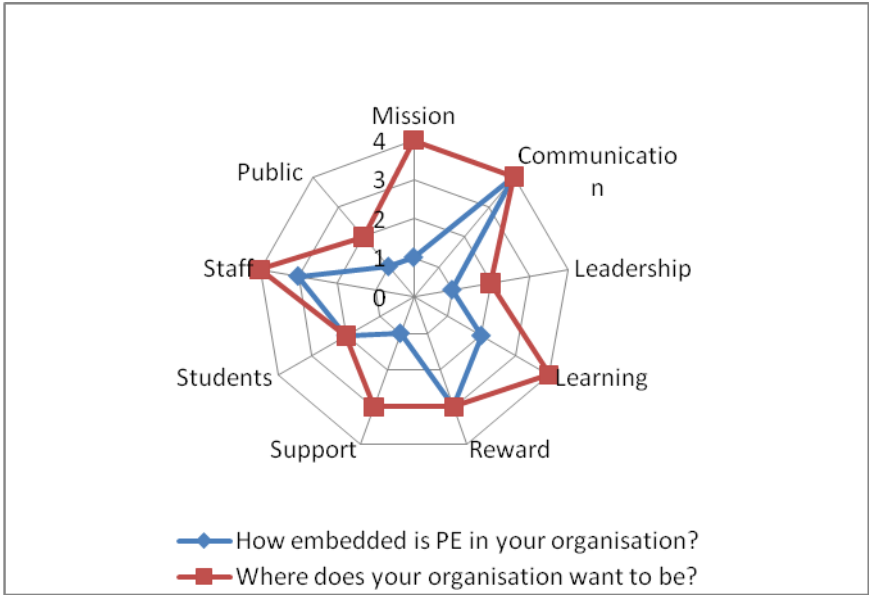 Mission
4
Communicatio
n
3
Public
2
Staff
1
Leadership
0
Students
Learning
Support
Reward
How embedded is PE in your organisation?
Where does your organisation want to be?